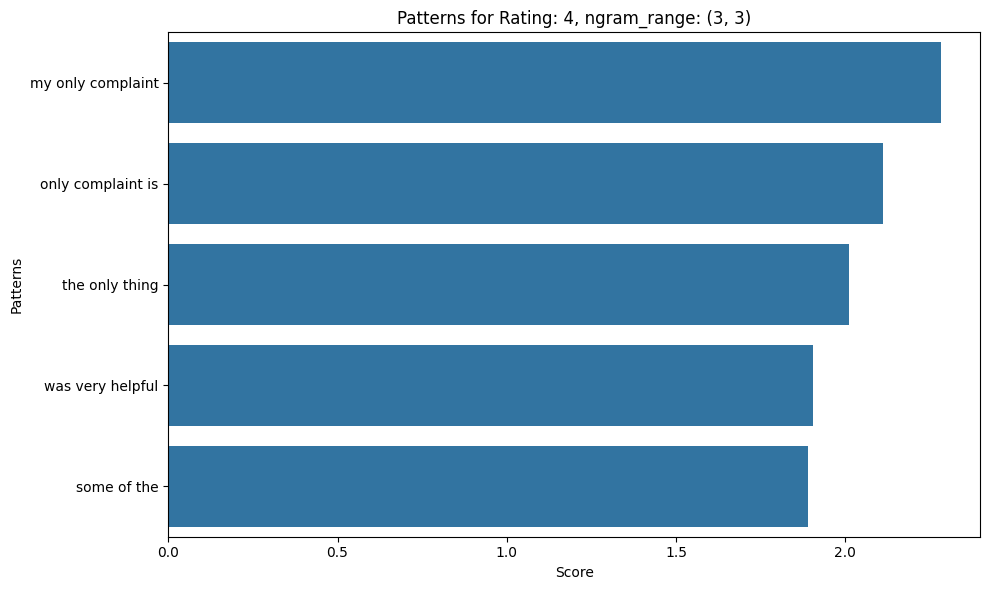 Patterns for Rating: 4, ngram_range: (3, 3)
my only complaint
only complaint is
the only thing
was very helpful
some of the
Patterns
0.0 0.5 1.0 1.5 2.0
Score